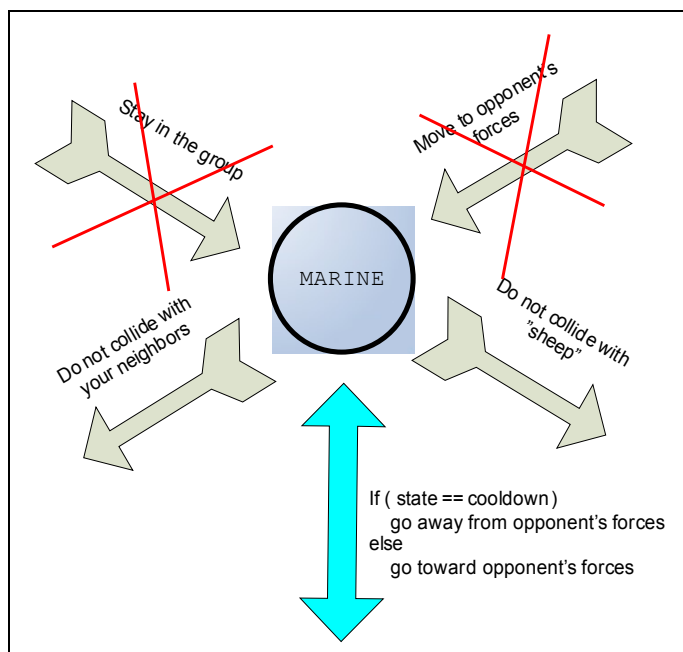 Stay in the group
Move to opponent's
forces
MARINE
Do not collide with
your neighbors
Do not collide with
”sheep”
If ( state == cooldown )
go away from opponent's forces
else
go toward opponent's forces